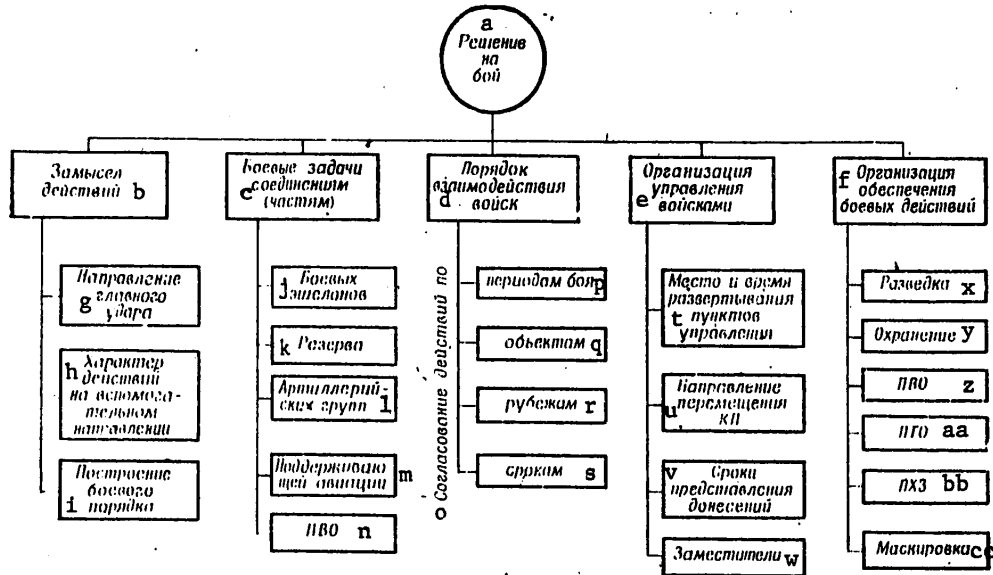 a
Решение
на
бой
Замысел
действий b
Боевые задачи
c соединениям
(частям)
Порядок
взаимодействия
d войск
Организация
управления
e войсками
f Организация
обеспечения
боевых действий
Направление
g главного
удара
h Характер
действий
на вспомога-
тельном
направлении
Построение
боевого
i порядка
j Боевых
эшелонов
k Резерва
Артиллерий-
ских групп l
Поддерживаю
щей авиации m
ПВО n
o Согласование действий по
периодам боя p
объектам q
рубежам r
срокам s
Место и время
развертывания
t пунктов
управления
Направление
u перемещения
КП
v Сроки
представления
донесений
Заместители w
Разведка x
Охранение y
ПВО z
ПТО aa
ПХЗ bb
Маскировка cc